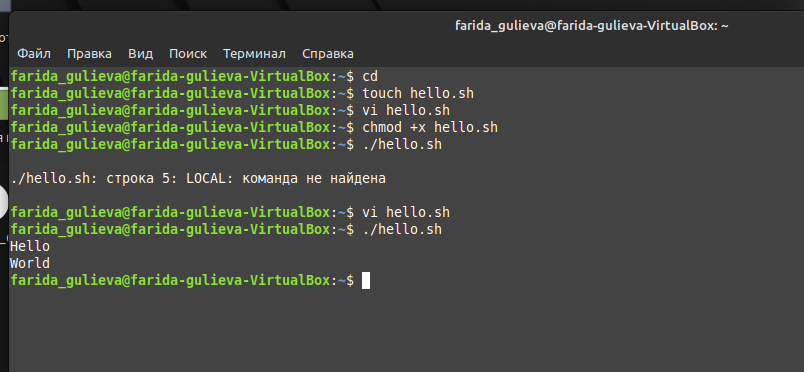 farida_gulieva@farida-gulieva-VirtualBox: ~
Файл Правка Вид Поиск Терминал Справка
farida_gulieva@farida-gulieva-VirtualBox:~$ cd
farida_gulieva@farida-gulieva-VirtualBox:~$ touch hello.sh
farida_gulieva@farida-gulieva-VirtualBox:~$ vi hello.sh
farida_gulieva@farida-gulieva-VirtualBox:~$ chmod +x hello.sh
farida_gulieva@farida-gulieva-VirtualBox:~$ ./hello.sh
./hello.sh: строка 5: LOCAL: команда не найдена
farida_gulieva@farida-gulieva-VirtualBox:~$ vi hello.sh
farida_gulieva@farida-gulieva-VirtualBox:~$ ./hello.sh
Hello
World
farida_gulieva@farida-gulieva-VirtualBox:~$